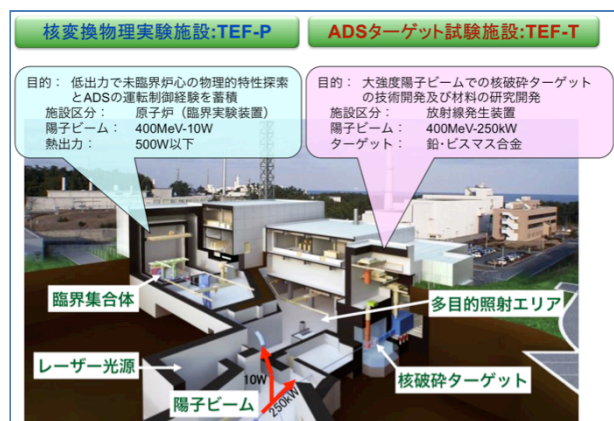 核変換物理実験施設:TEF-P
ADSターゲット試験施設:TEF-T
目的： 低出力で未臨界炉心の物理的特性探索
とADSの運転制御経験を蓄積
施設区分： 原子炉（臨界実験装置）
陽子ビーム： 400MeV-10W
熱出力： 500W以下
目的： 大強度陽子ビームでの核破砕ターゲット
の技術開発及び材料の研究開発
施設区分： 放射線発生装置
陽子ビーム： 400MeV-250kW
ターゲット： 鉛・ビスマス合金
臨界集合体
多目的照射エリア
レーザー光源
核破砕ターゲット
10W
250kW
陽子ビーム